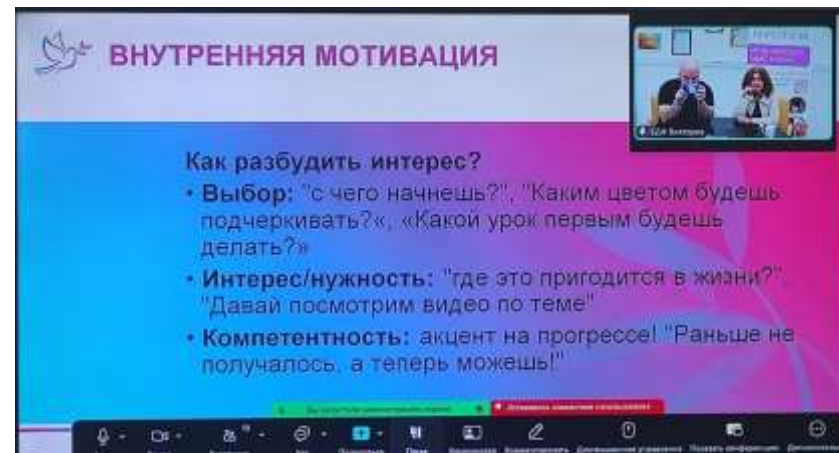 ВНУТРЕННЯЯ МОТИВАЦИЯ
Как разбудить интерес?
• Выбор: "с чего начнешь?", "Каким цветом будешь
подчеркивать?«, «Какой урок первым будешь
делать?»
• Интерес/нужность: "где это пригодится в жизни?",
"Давай посмотрим видео по теме"
• Компетентность: акцент на прогрессе! "Раньше не
получалось, а теперь можешь!"